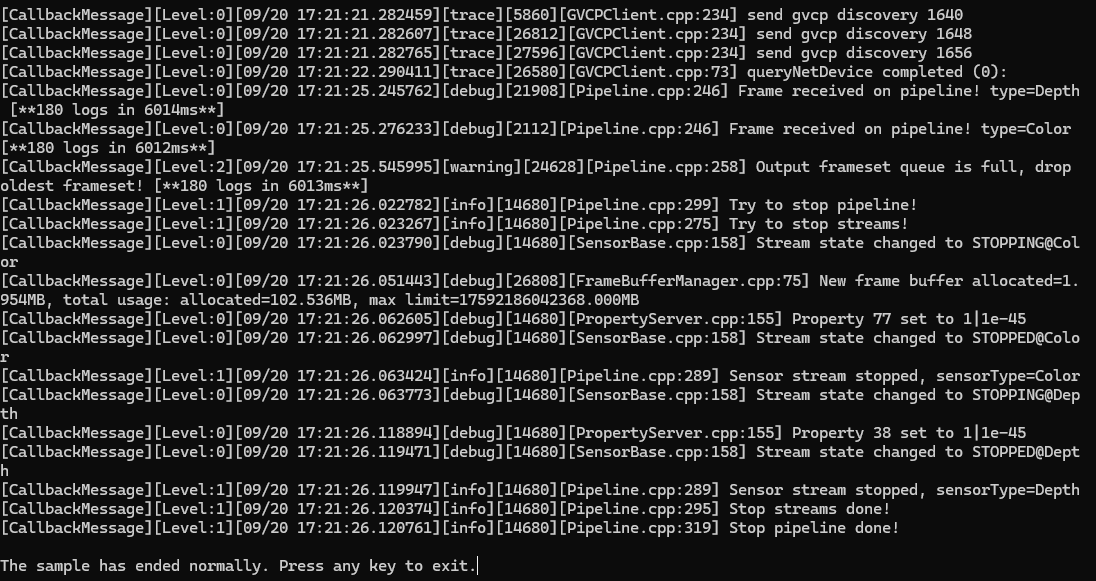 [CallbackMessage][Level:0][09/20 17:21:21.282459][trace][5860][GVCPClient.cpp:234] send gvcp discovery 1640
[CallbackMessage][Level:0][09/20 17:21:21.282607][trace][26812][GVCPClient.cpp:234] send gvcp discovery 1648
[CallbackMessage][Level:0][09/20 17:21:21.282765][trace][27596][GVCPClient.cpp:234] send gvcp discovery 1656
[CallbackMessage][Level:0][09/20 17:21:22.290411][trace][26580][GVCPClient.cpp:73] queryNetDevice completed (0):
[CallbackMessage][Level:0][09/20 17:21:25.245762][debug][21908][Pipeline.cpp:246] Frame received on pipeline! type=Depth
 [**180 logs in 6014ms**]
[CallbackMessage][Level:0][09/20 17:21:25.276233][debug][2112][Pipeline.cpp:246] Frame received on pipeline! type=Color
[**180 logs in 6012ms**]
[CallbackMessage][Level:2][09/20 17:21:25.545995][warning][24628][Pipeline.cpp:258] Output frameset queue is full, drop
oldest frameset! [**180 logs in 6013ms**]
[CallbackMessage][Level:1][09/20 17:21:26.022782][info][14680][Pipeline.cpp:299] Try to stop pipeline!
[CallbackMessage][Level:1][09/20 17:21:26.023267][info][14680][Pipeline.cpp:275] Try to stop streams!
[CallbackMessage][Level:0][09/20 17:21:26.023790][debug][14680][SensorBase.cpp:158] Stream state changed to STOPPING@Col
or
[CallbackMessage][Level:0][09/20 17:21:26.051443][debug][26808][FrameBufferManager.cpp:75] New frame buffer allocated=1.
954MB, total usage: allocated=102.536MB, max limit=17592186042368.000MB
[CallbackMessage][Level:0][09/20 17:21:26.062605][debug][14680][PropertyServer.cpp:155] Property 77 set to 1|1e-45
[CallbackMessage][Level:0][09/20 17:21:26.062997][debug][14680][SensorBase.cpp:158] Stream state changed to STOPPED@Colo
r
[CallbackMessage][Level:1][09/20 17:21:26.063424][info][14680][Pipeline.cpp:289] Sensor stream stopped, sensorType=Color
[CallbackMessage][Level:0][09/20 17:21:26.063773][debug][14680][SensorBase.cpp:158] Stream state changed to STOPPING@Dep
th
[CallbackMessage][Level:0][09/20 17:21:26.118894][debug][14680][PropertyServer.cpp:155] Property 38 set to 1|1e-45
[CallbackMessage][Level:0][09/20 17:21:26.119471][debug][14680][SensorBase.cpp:158] Stream state changed to STOPPED@Dept
h
[CallbackMessage][Level:1][09/20 17:21:26.119947][info][14680][Pipeline.cpp:289] Sensor stream stopped, sensorType=Depth
[CallbackMessage][Level:1][09/20 17:21:26.120374][info][14680][Pipeline.cpp:295] Stop streams done!
[CallbackMessage][Level:1][09/20 17:21:26.120761][info][14680][Pipeline.cpp:319] Stop pipeline done!

The sample has ended normally. Press any key to exit.